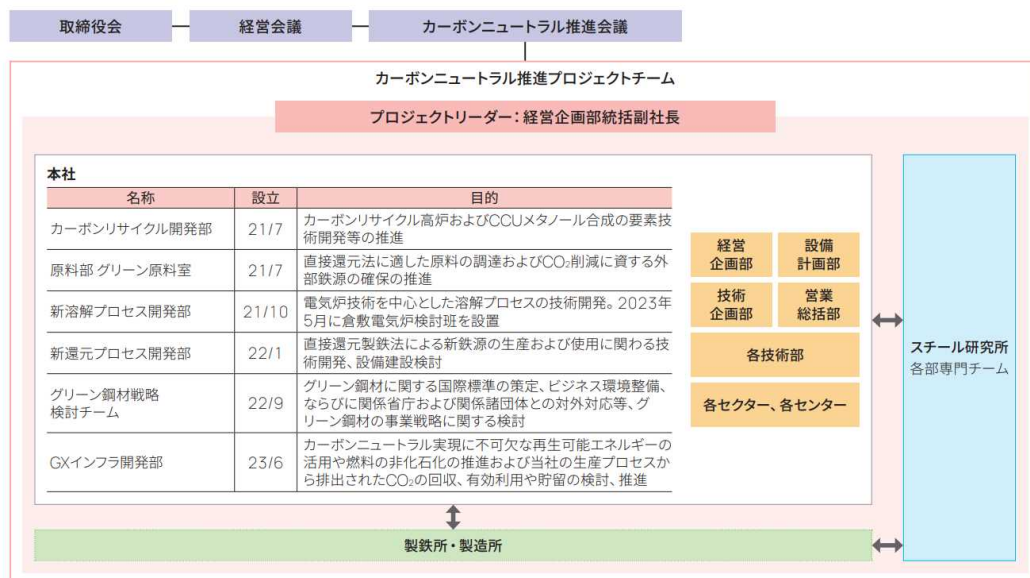 取締役会
経営会議
カーボンニュートラル推進会議
カーボンニュートラル推進プロジェクトチーム
プロジェクトリーダー：経営企画部統括副社長
本社
名称 設立 目的
カーボンリサイクル開発部 21/7 カーボンリサイクル高炉およびCCUメタノール合成の要素技
術開発等の推進
原料部 グリーン原料室 21/7 直接還元法に適した原料の調達およびCO₂削減に資する外
部鉄源の確保の推進
新溶解プロセス開発部 21/10 電気炉技術を中心とした溶解プロセスの技術開発。2023年
5月に倉敷電気炉検討班を設置
新還元プロセス開発部 22/1 直接還元製鉄法による新鉄源の生産および使用に関わる技
術開発、設備建設検討
グリーン鋼材戦略
検討チーム
22/9
グリーン鋼材に関する国際標準の策定、ビジネス環境整備、
ならびに関係省庁および関係諸団体との対外対応等、グ
リーン鋼材の事業戦略に関する検討
GXインフラ開発部 23/6
カーボンニュートラル実現に不可欠な再生可能エネルギーの
活用や燃料の非化石化の推進および当社の生産プロセスか
ら排出されたCO₂の回収、有効利用や貯留の検討、推進
経営
企画部
設備
計画部
技術
企画部
営業
総括部
各技術部
各セクター、各センター
スチール研究所
各部専門チーム
製鉄所・製造所